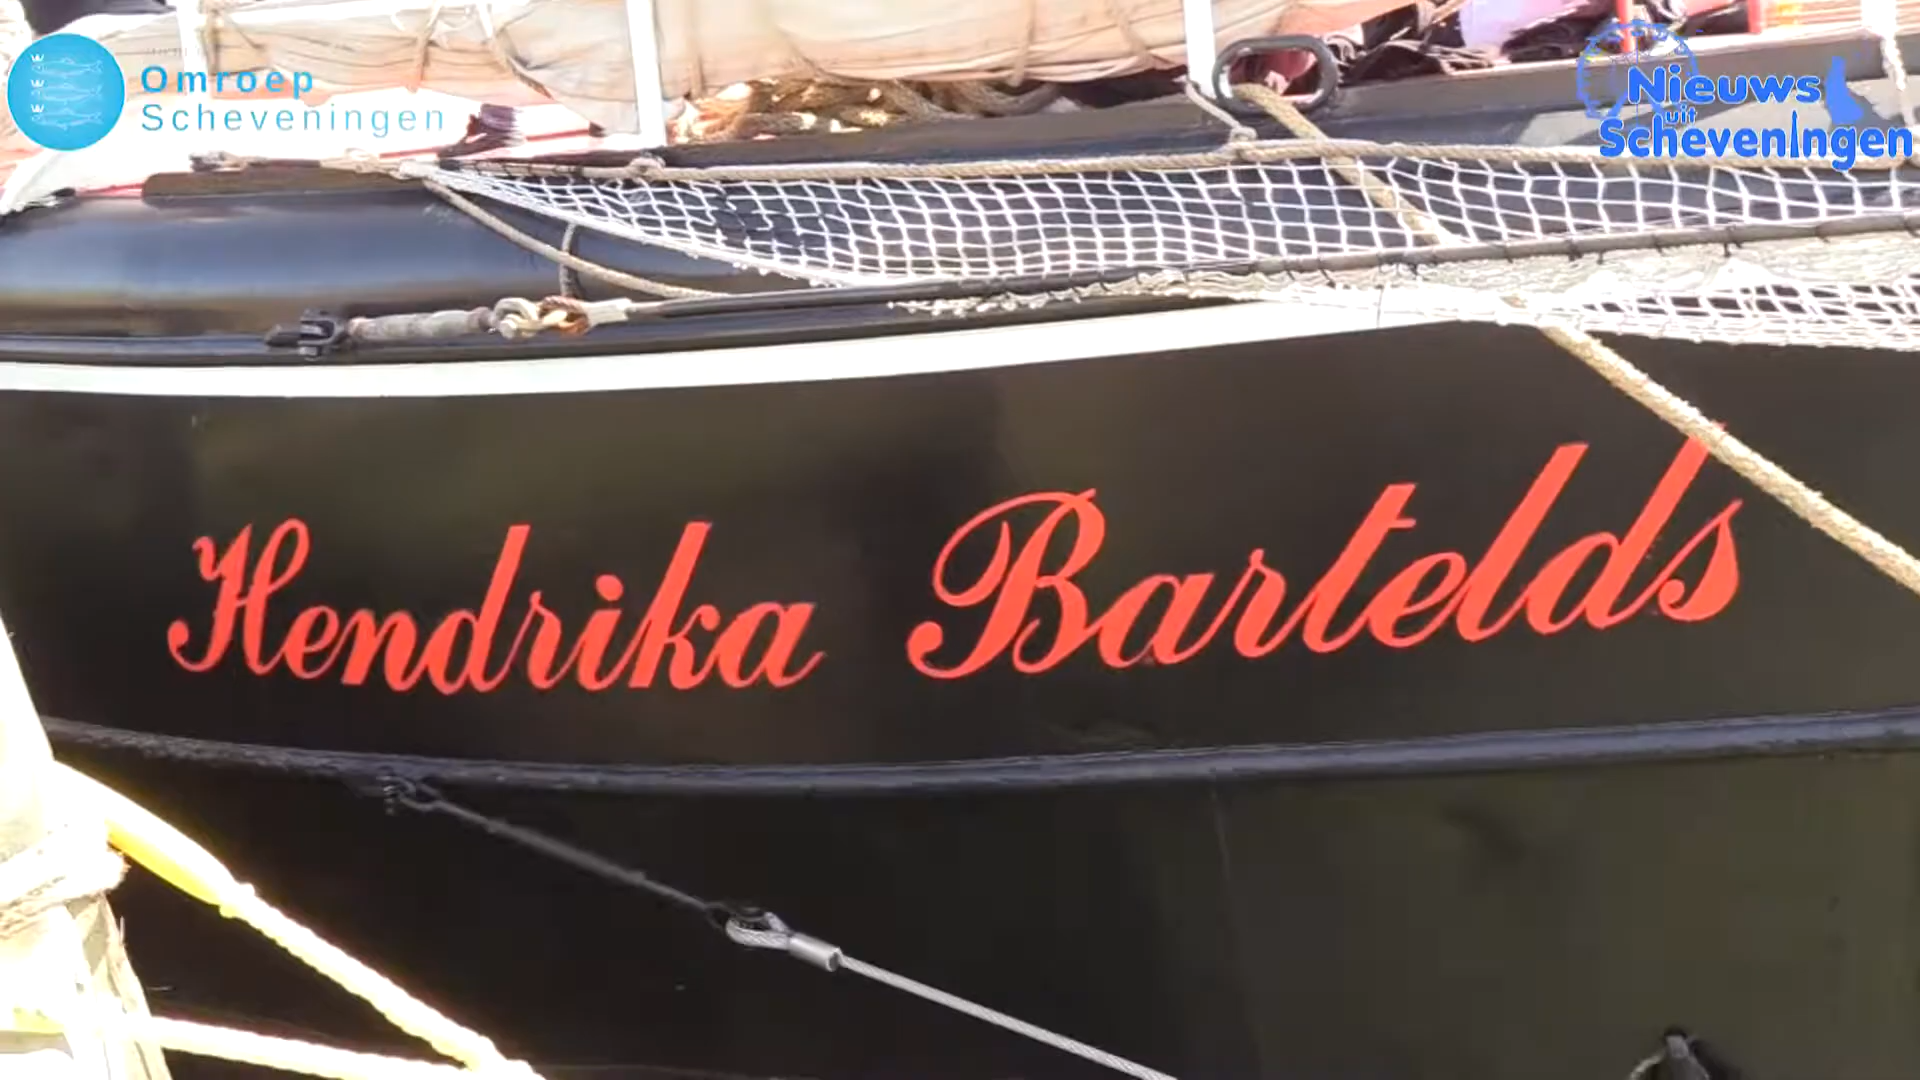 Omroep
Scheveningen
Nieuws
uit
Scheveningen
Hendrika Bartelds